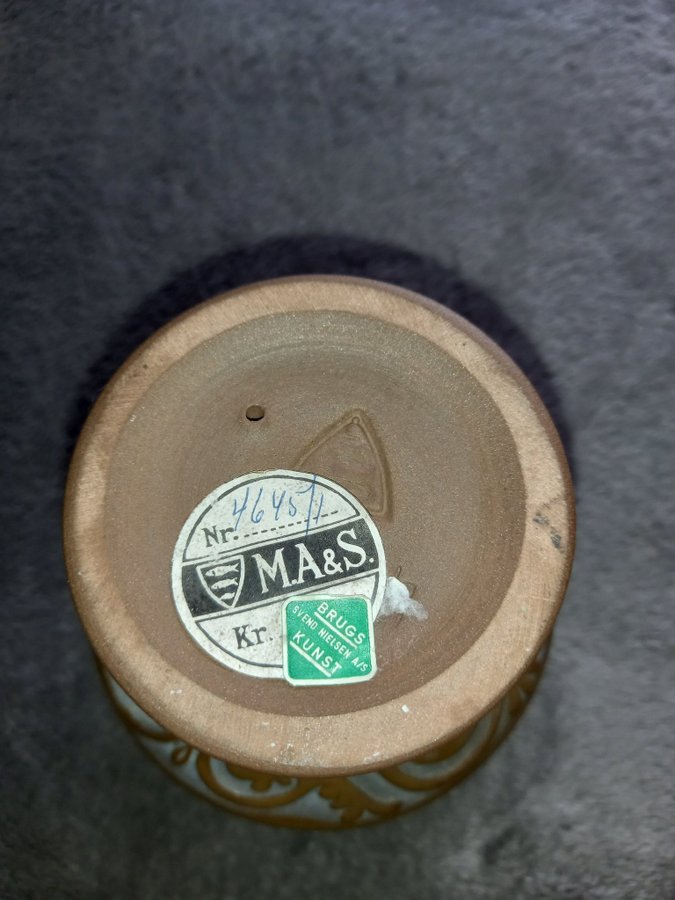 Nr. 4645/1
M.A&S.
Kr.
BRUGS
SVEND NIELSEN A/S
KUNST